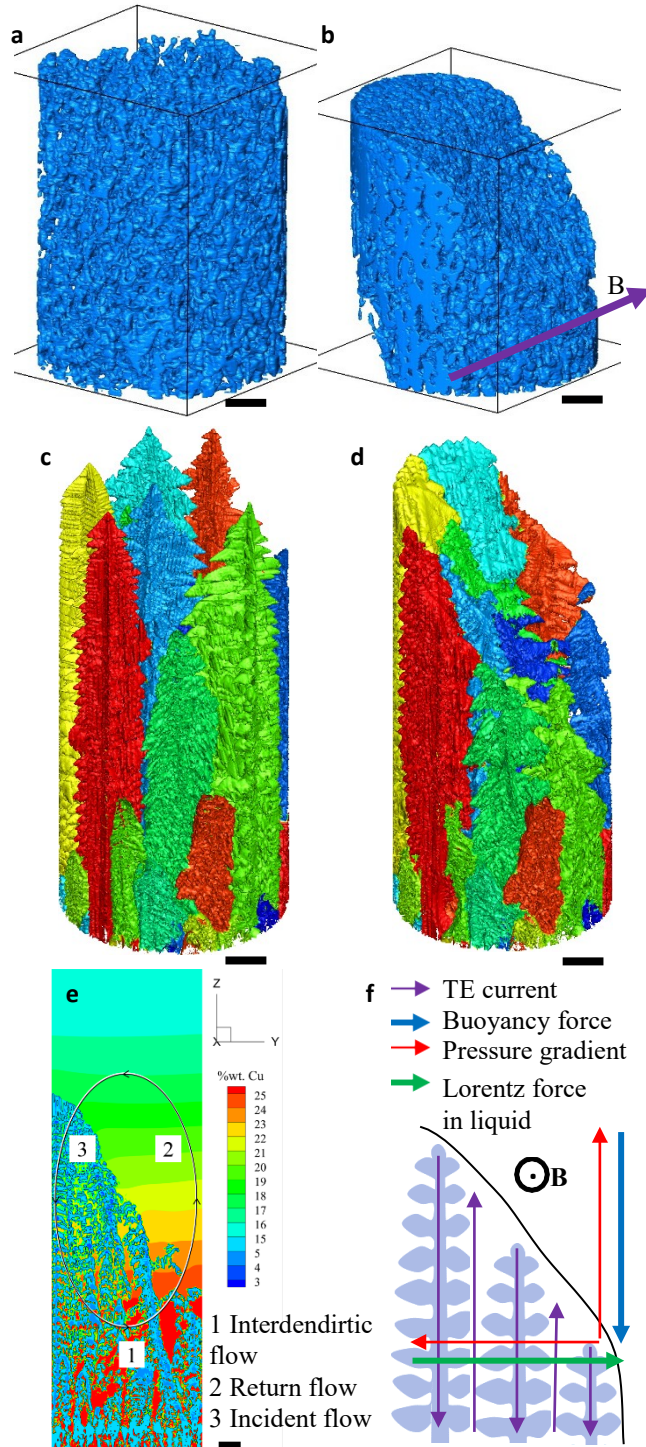 a
b
B
c
d
e
Z
X
Y
%wt. Cu
25
26
23
22
21
20
19
18
17
16
15
5
4
3
3
2
1
1 Interdendirtic
flow
2 Return flow
3 Incident flow
f
TE current
Buoyancy force
Pressure gradient
Lorentz force
in liquid
B